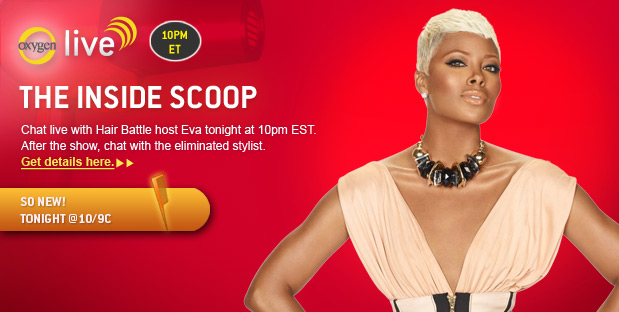 oxygen live
10PM
ET
THE INSIDE SCOOP
Chat live with Hair Battle host Eva tonight at 10pm EST.
After the show, chat with the eliminated stylist.
Get details here.
SO NEW!
TONIGHT @10/9C